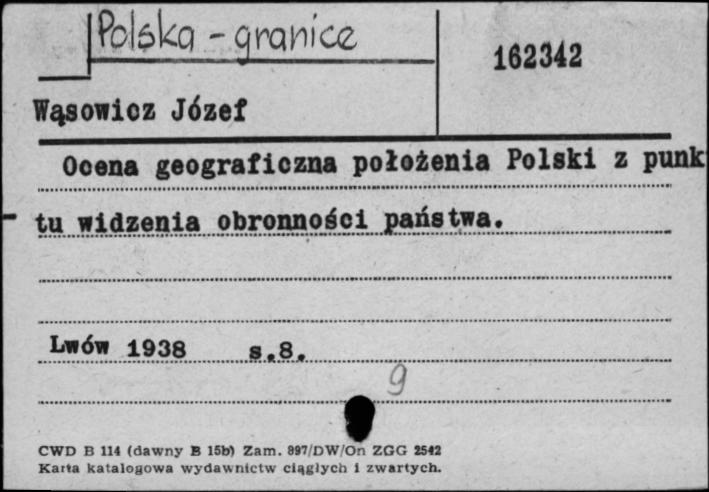 Polska - granice
162342
Wąsowicz Józef
Ocena geograficzna położenia Polski z punk
- tu widzenia obronności państwa.
Lwów 1938 s.8.
9
CWD B 114 (dawny B 15b) Zam. 897/DW/On ZGG 2542
Karta katalogowa wydawnictw ciągłych i zwartych.